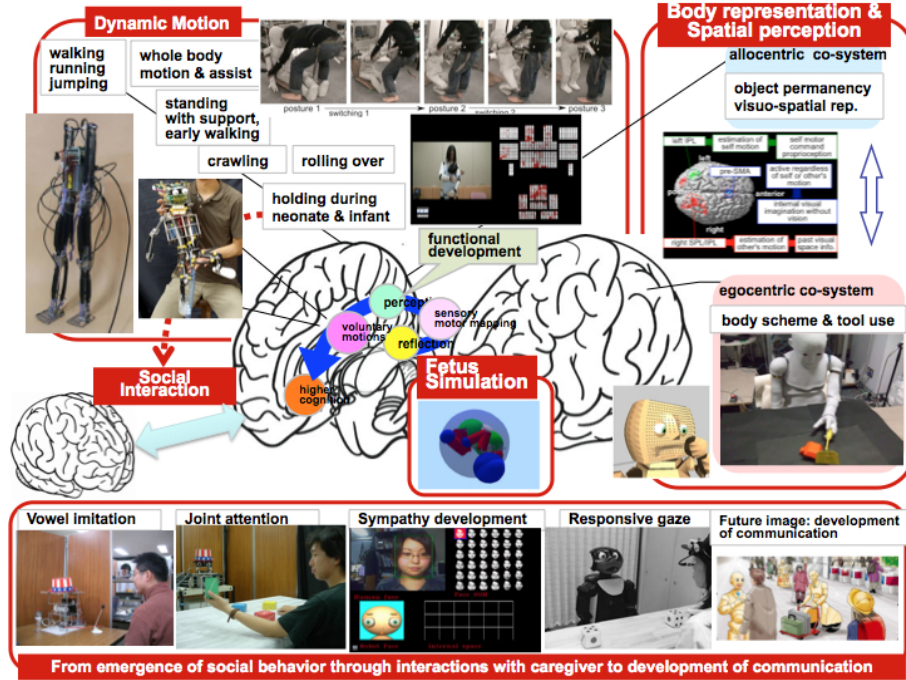 Dynamic Motion
walking
running
jumping
whole body
motion & assist
standing
with support,
early walking
crawling
rolling over
holding during
neonate & infant
posture 1
switching 1
posture 2
switching 2
posture 3
functional
development
Body representation &
Spatial perception
allocentric co-system
object permanency
visuo-spatial rep.
left IPL
estimation of
self motion
self motor
command
proprioception
left
pre-SMA
active regardless
of self or other's
motion
anterior
internal visual
imagination without
vision
right
right SPL/IPL
estimation of
other's motion
past visual
space info.
egocentric co-system
body scheme & tool use
sensory
motor mapping
voluntary
motions
reflection
higher
cognition
Social
Interaction
Fetus
Simulation
Vowel imitation
Joint attention
Sympathy development
Responsive gaze
Future image: development
of communication
From emergence of social behavior through interactions with caregiver to development of communication